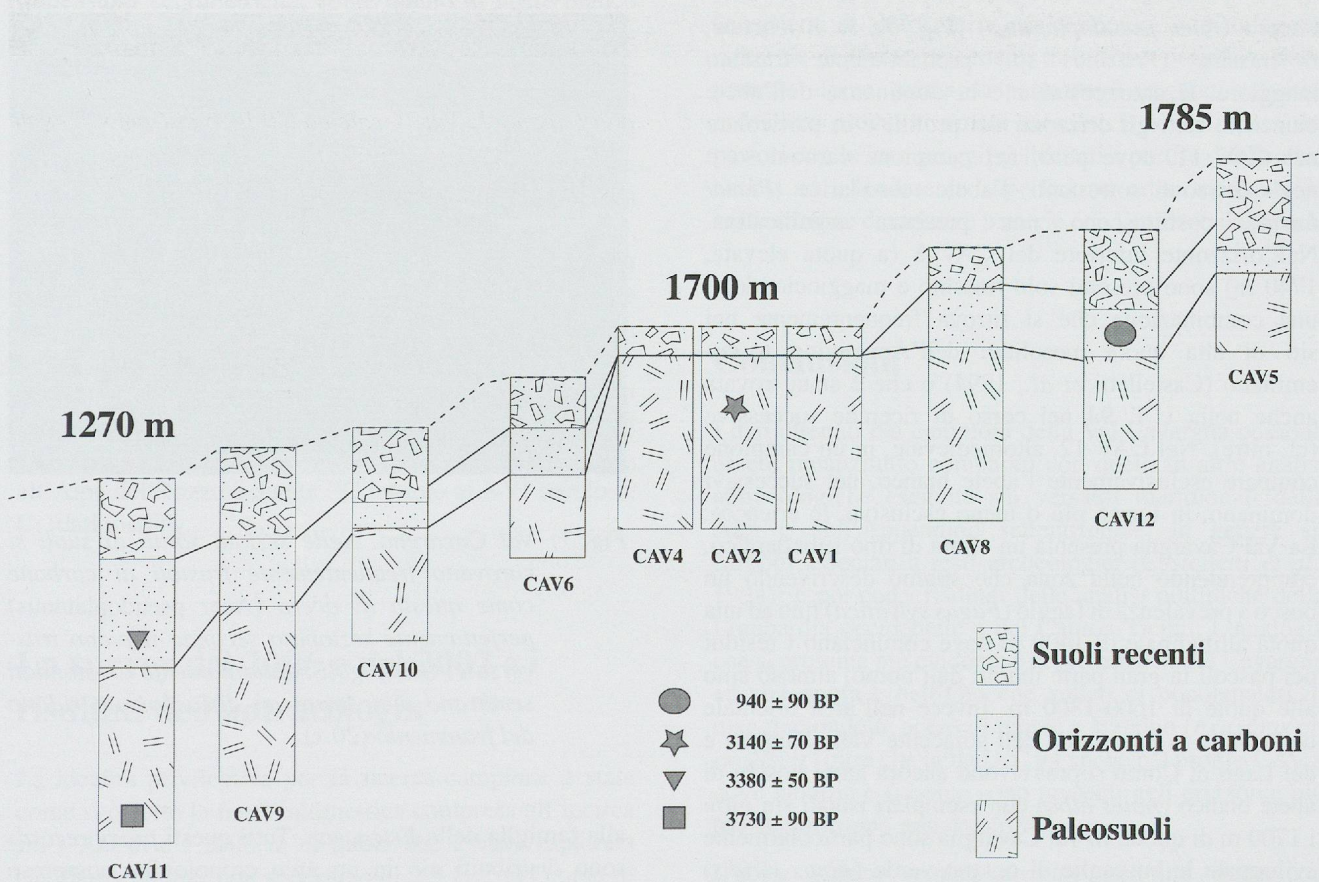 1785 m
1700 m
1270 m
CAV5
CAV12
CAV4
CAV2
CAV1
CAV8
CAV6
CAV10
CAV9
CAV11
940 ± 90 BP
3140 ± 70 BP
3380 ± 50 BP
3730 ± 90 BP
Suoli recenti
Orizzonti a carboni
Paleosuoli